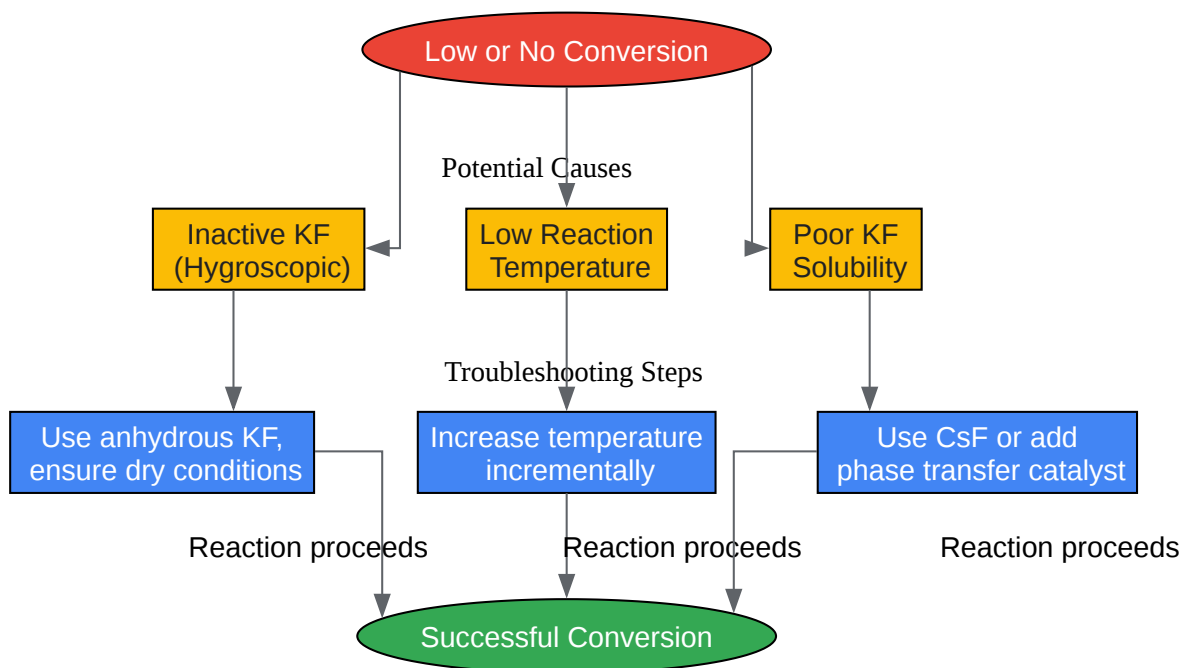 Low or No Conversion
Potential Causes
Inactive KF
(Hygroscopic)
Low Reaction
Temperature
Poor KF
Solubility
Troubleshooting Steps
Use anhydrous KF,
ensure dry conditions
Increase temperature
incrementally
Use CsF or add
phase transfer catalyst
Reaction proceeds
Reaction proceeds
Reaction proceeds
Successful Conversion